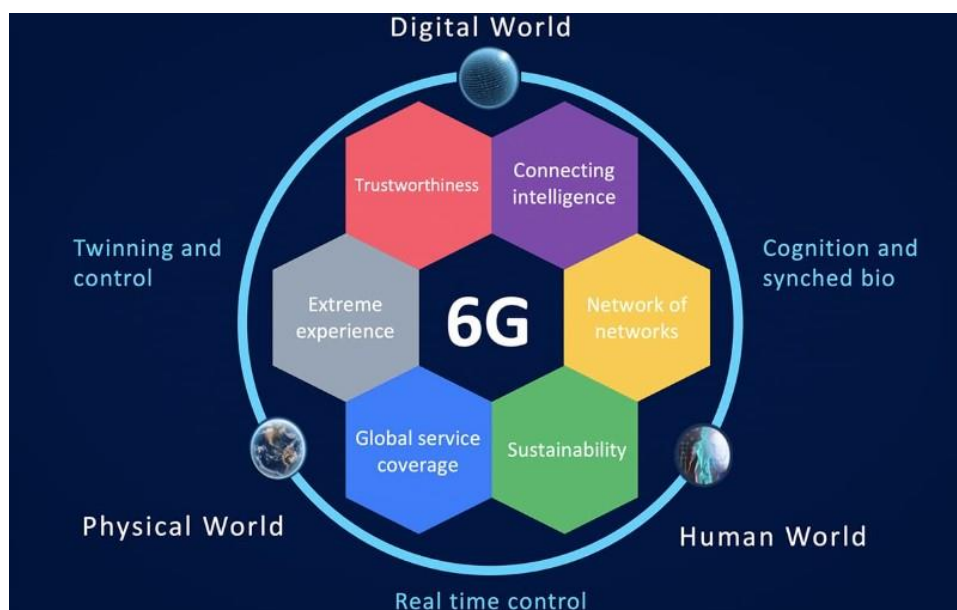 Digital World
Trustworthiness
Connecting
intelligence
Twinning and
control
Cognition and
synched bio
Extreme
experience
6G
Network of
networks
Global service
coverage
Sustainability
Physical World
Human World
Real time control